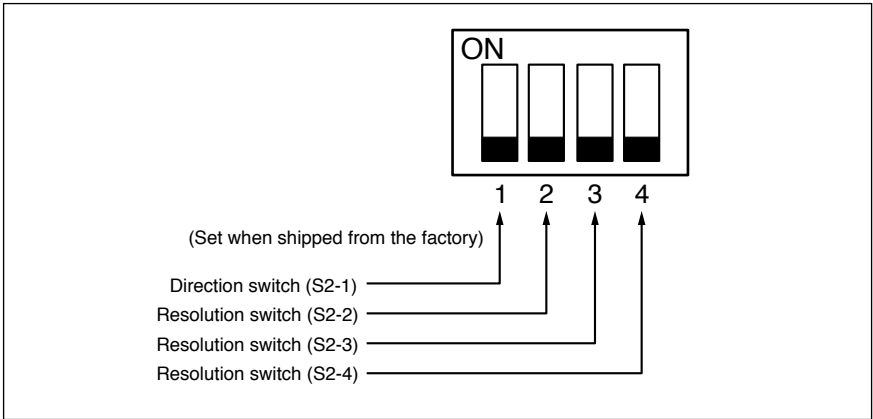 ON
1 2 3 4
(Set when shipped from the factory)
Direction switch (S2-1)
Resolution switch (S2-2)
Resolution switch (S2-3)
Resolution switch (S2-4)